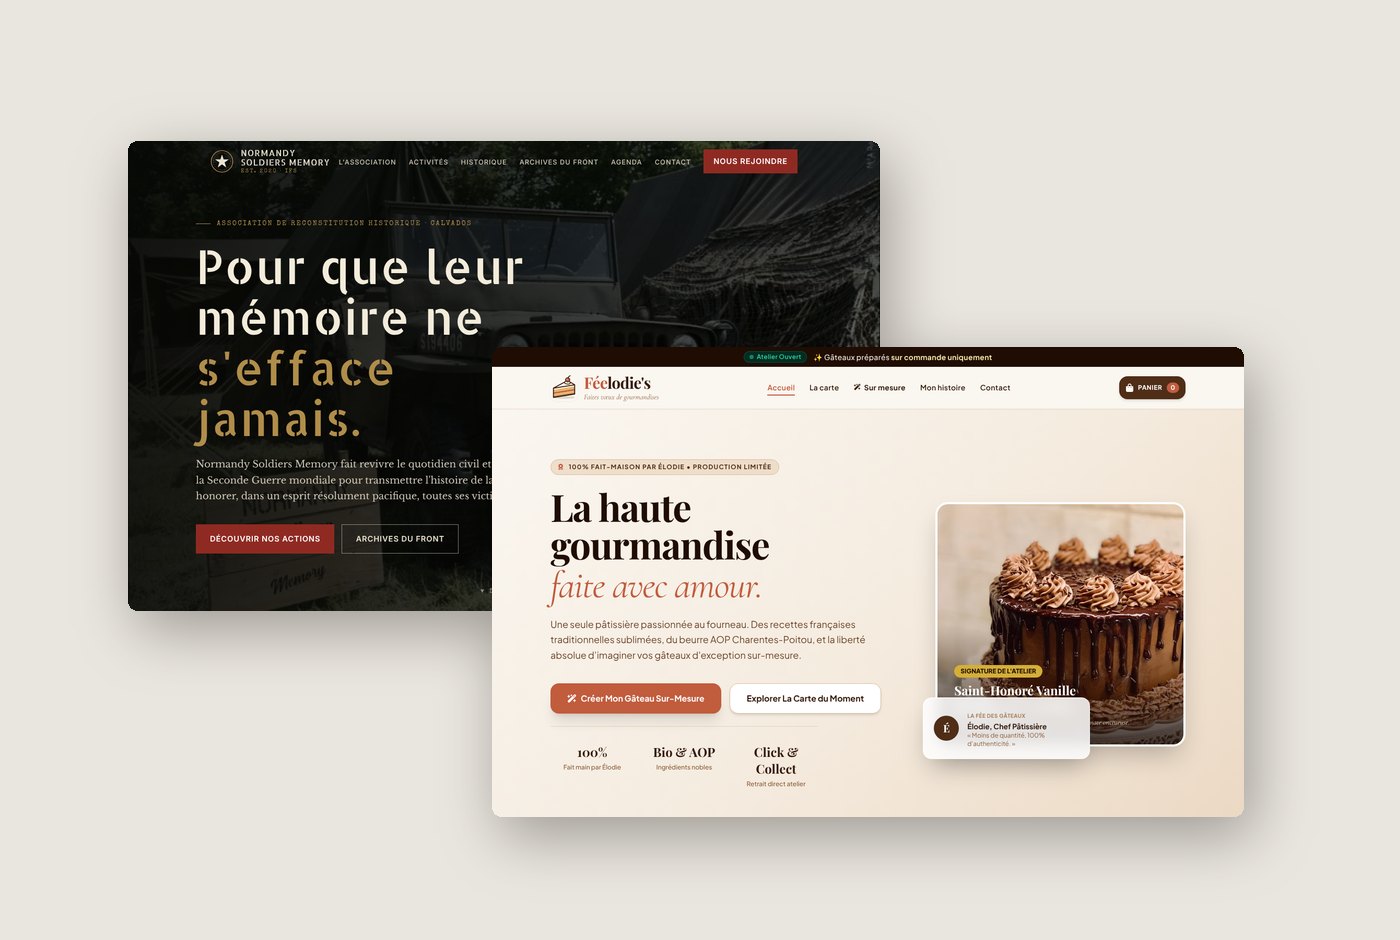 NORMANDY
SOLDIERS MEMORY
EST. 2020 · IFS
L'ASSOCIATION
ACTIVITÉS
HISTORIQUE
ARCHIVES DU FRONT
AGENDA
CONTACT
NOUS REJOINDRE
ASSOCIATION DE RECONSTITUTION HISTORIQUE · CALVADOS
Pour que leur
mémoire ne
s'efface
jamais.
Normandy Soldiers Memory fait revivre le quotidien civil et
la Seconde Guerre mondiale pour transmettre l'histoire de la
honorer, dans un esprit résolument pacifique, toutes ses victi
DÉCOUVRIR NOS ACTIONS
ARCHIVES DU FRONT
NORMANDY
Memory
Atelier Ouvert
✨ Gâteaux préparés sur commande uniquement
Féelodie's
Faites vœux de gourmandises
Accueil
La carte
Sur mesure
Mon histoire
Contact
PANIER 0
100% FAIT-MAISON PAR ÉLODIE • PRODUCTION LIMITÉE
La haute
gourmandise
faite avec amour.
Une seule pâtissière passionnée au fourneau. Des recettes françaises
traditionnelles sublimées, du beurre AOP Charentes-Poitou, et la liberté
absolue d'imaginer vos gâteaux d'exception sur-mesure.
Créer Mon Gâteau Sur-Mesure
Explorer La Carte du Moment
100%
Fait main par Élodie
Bio & AOP
Ingrédients nobles
Click &
Collect
Retrait direct atelier
SIGNATURE DE L'ATELIER
Saint-Honoré Vanille
É
LA FÉE DES GÂTEAUX
Élodie, Chef Pâtissière
« Moins de quantité, 100%
d'authenticité. »